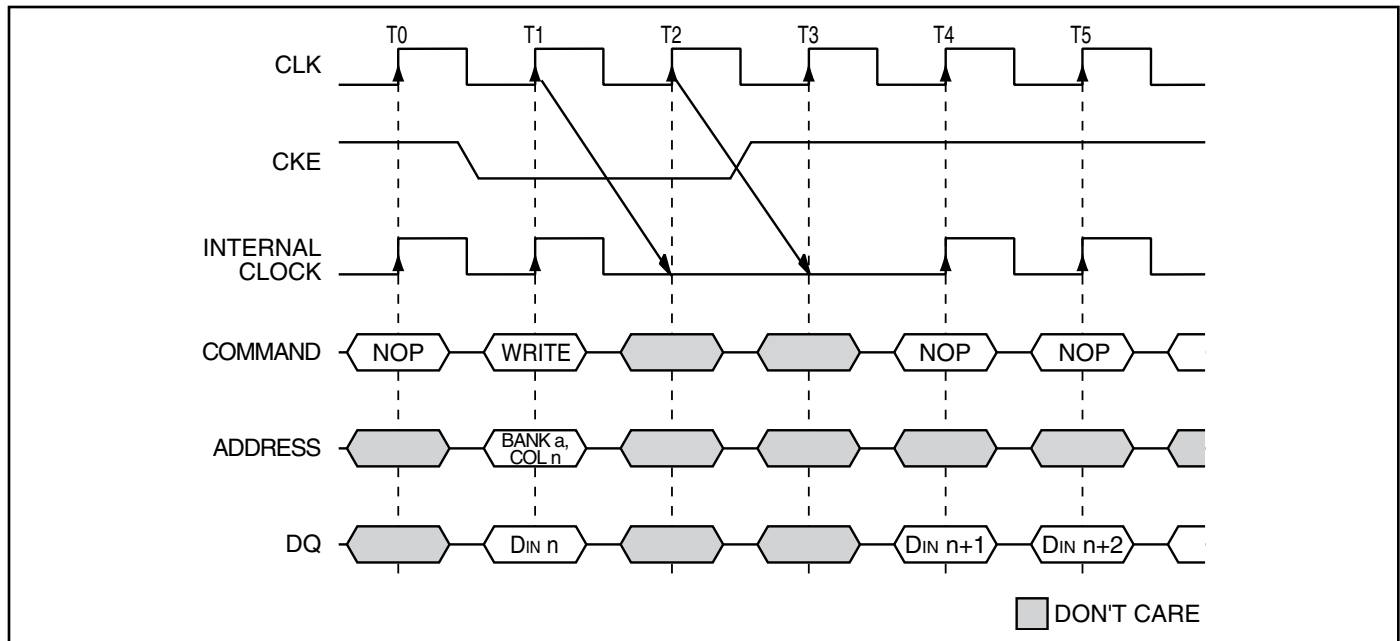 T0 T1 T2 T3 T4 T5
CLK
CKE
INTERNAL
CLOCK
COMMAND NOP WRITE NOP NOP
ADDRESS BANK a,
COL n
DQ DIN n DIN n+1 DIN n+2
DON'T CARE